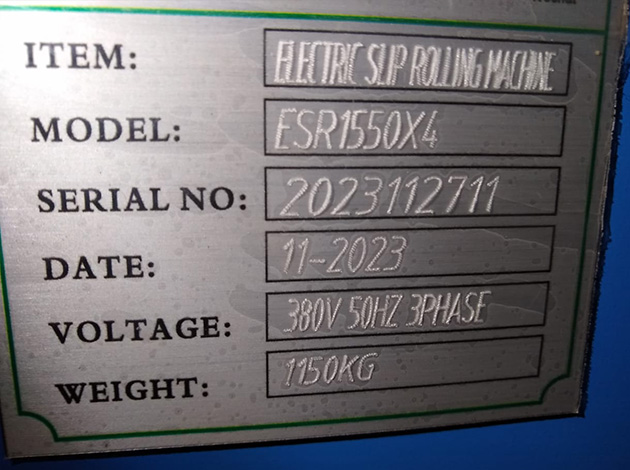 ITEM: ELECTRIC SLIP ROLLING MACHINE
MODEL: ESR1550X4
SERIAL NO: 2023112711
DATE: 11-2023
VOLTAGE: 380V 50HZ 3PHASE
WEIGHT: 1150KG